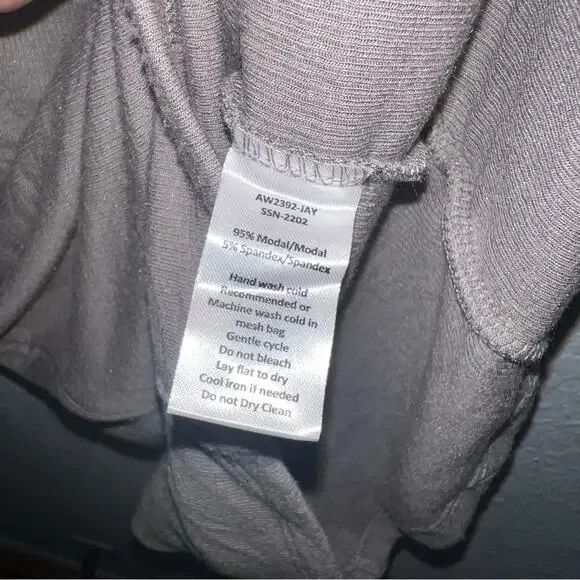 AW2392-JAY
SSN-2202
95% Modal/Modal
5% Spandex/Spandex
Hand wash cold
Recommended or
Machine wash cold in
mesh bag
Gentle cycle
Do not bleach
Lay flat to dry
Cool iron if needed
Do not Dry Clean